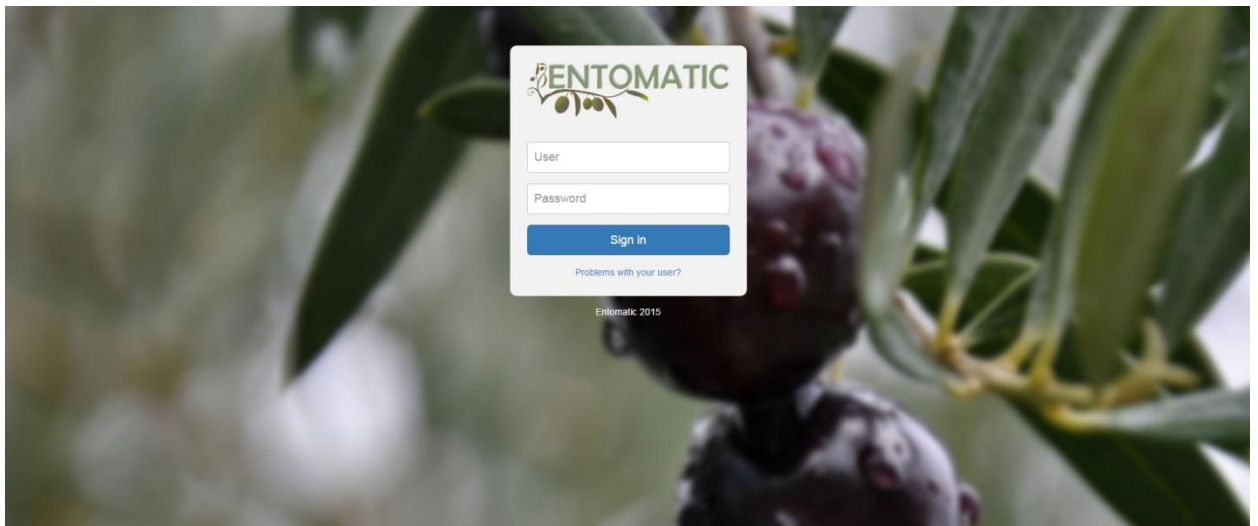 ENTOMATIC
User
Password
Sign in
Problems with your user?
Entomatic 2015